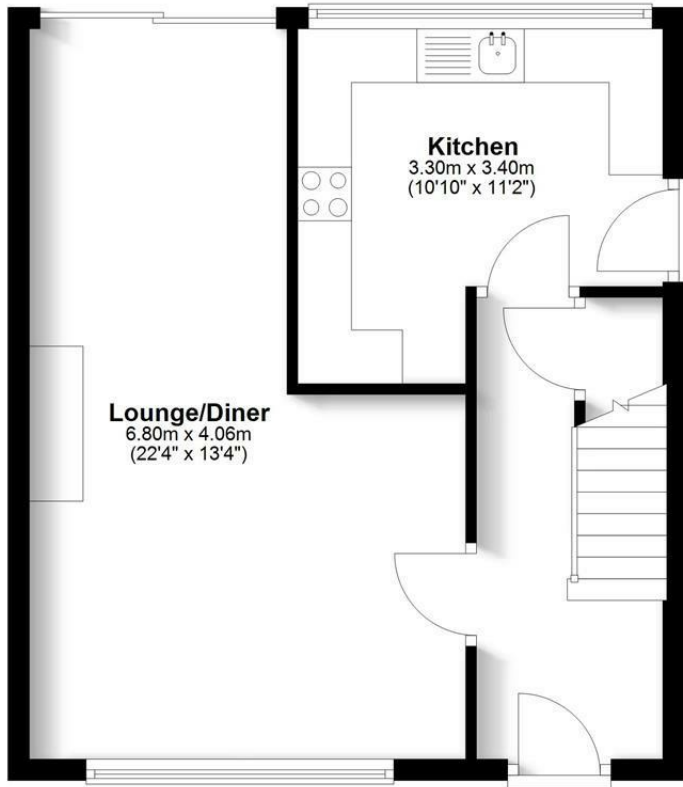 Kitchen
3.30m x 3.40m
(10'10" x 11'2")
Lounge/Diner
6.80m x 4.06m
(22'4" x 13'4")